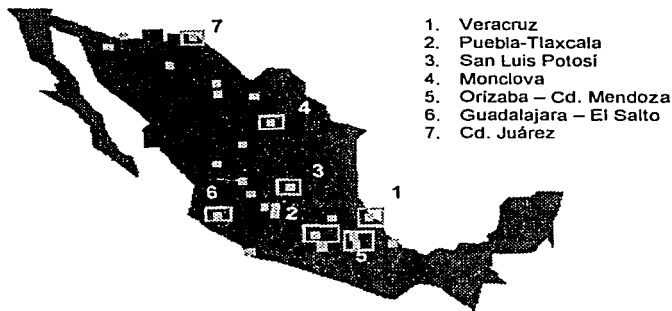 7
1. Veracruz
2. Puebla-Tlaxcala
3. San Luis Potosí
4. Monclova
5. Orizaba – Cd. Mendoza
6. Guadalajara – El Salto
7. Cd. Juárez
4
3
6
2
1
5